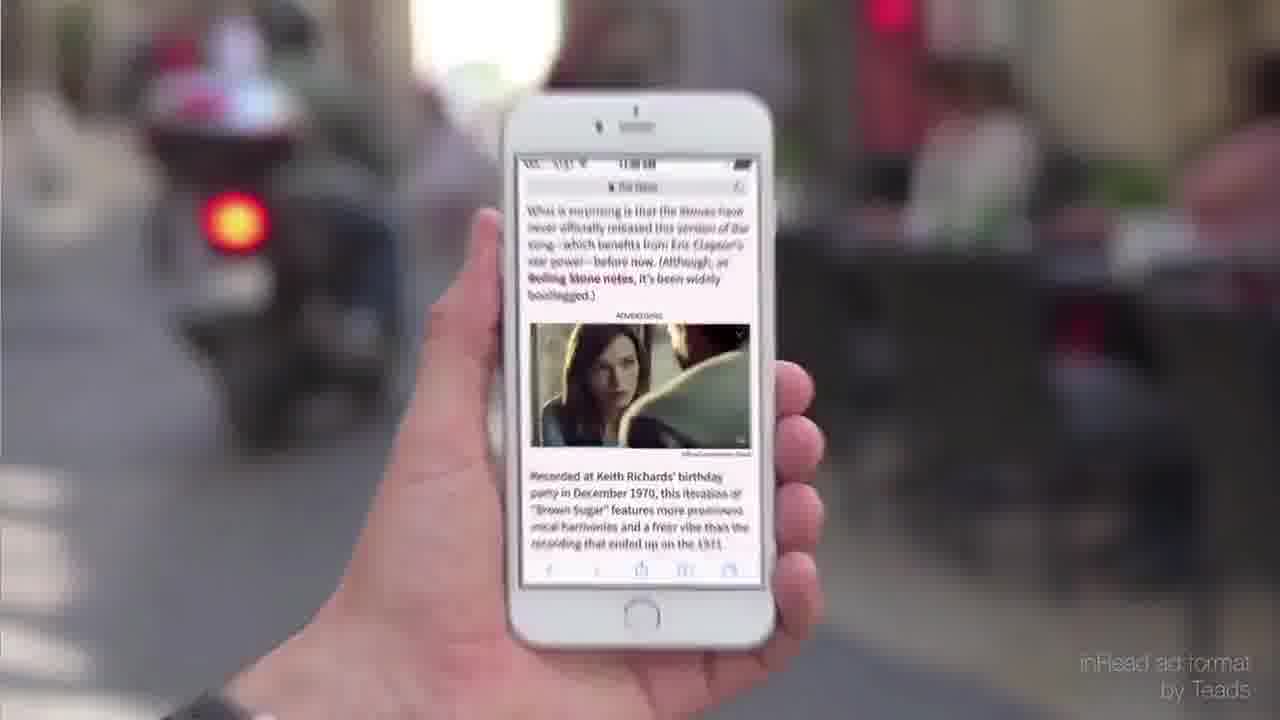 What is surprising is that the Stones have
never officially released this version of the
song—which benefits from Eric Clapton's
star power—before now. (Although, as
Rolling Stone notes, it's been widely
bootlegged.)
ADVERTISING
Recorded at Keith Richards' birthday
party in December 1970, this iteration of
"Brown Sugar" features more prominent
vocal harmonies and a freer vibe than the
recording that ended up on the 1971
inRead ad format
by Teads